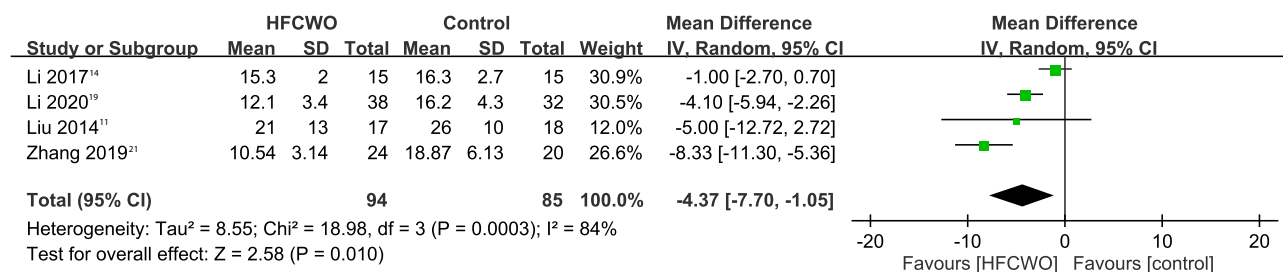 HFCWO Control Mean Difference Mean Difference
Study or Subgroup Mean SD Total Mean SD Total Weight IV, Random, 95% CI IV, Random, 95% CI
Li 2017¹⁴ 15.3 2 15 16.3 2.7 15 30.9% -1.00 [-2.70, 0.70]
Li 2020¹⁹ 12.1 3.4 38 16.2 4.3 32 30.5% -4.10 [-5.94, -2.26]
Liu 2014¹¹ 21 13 17 26 10 18 12.0% -5.00 [-12.72, 2.72]
Zhang 2019²¹ 10.54 3.14 24 18.87 6.13 20 26.6% -8.33 [-11.30, -5.36]
Total (95% CI) 94 85 100.0% -4.37 [-7.70, -1.05]
Heterogeneity: Tau² = 8.55; Chi² = 18.98, df = 3 (P = 0.0003); I² = 84%
Test for overall effect: Z = 2.58 (P = 0.010)
-20 -10 0 10 20
Favours [HFCWO] Favours [control]